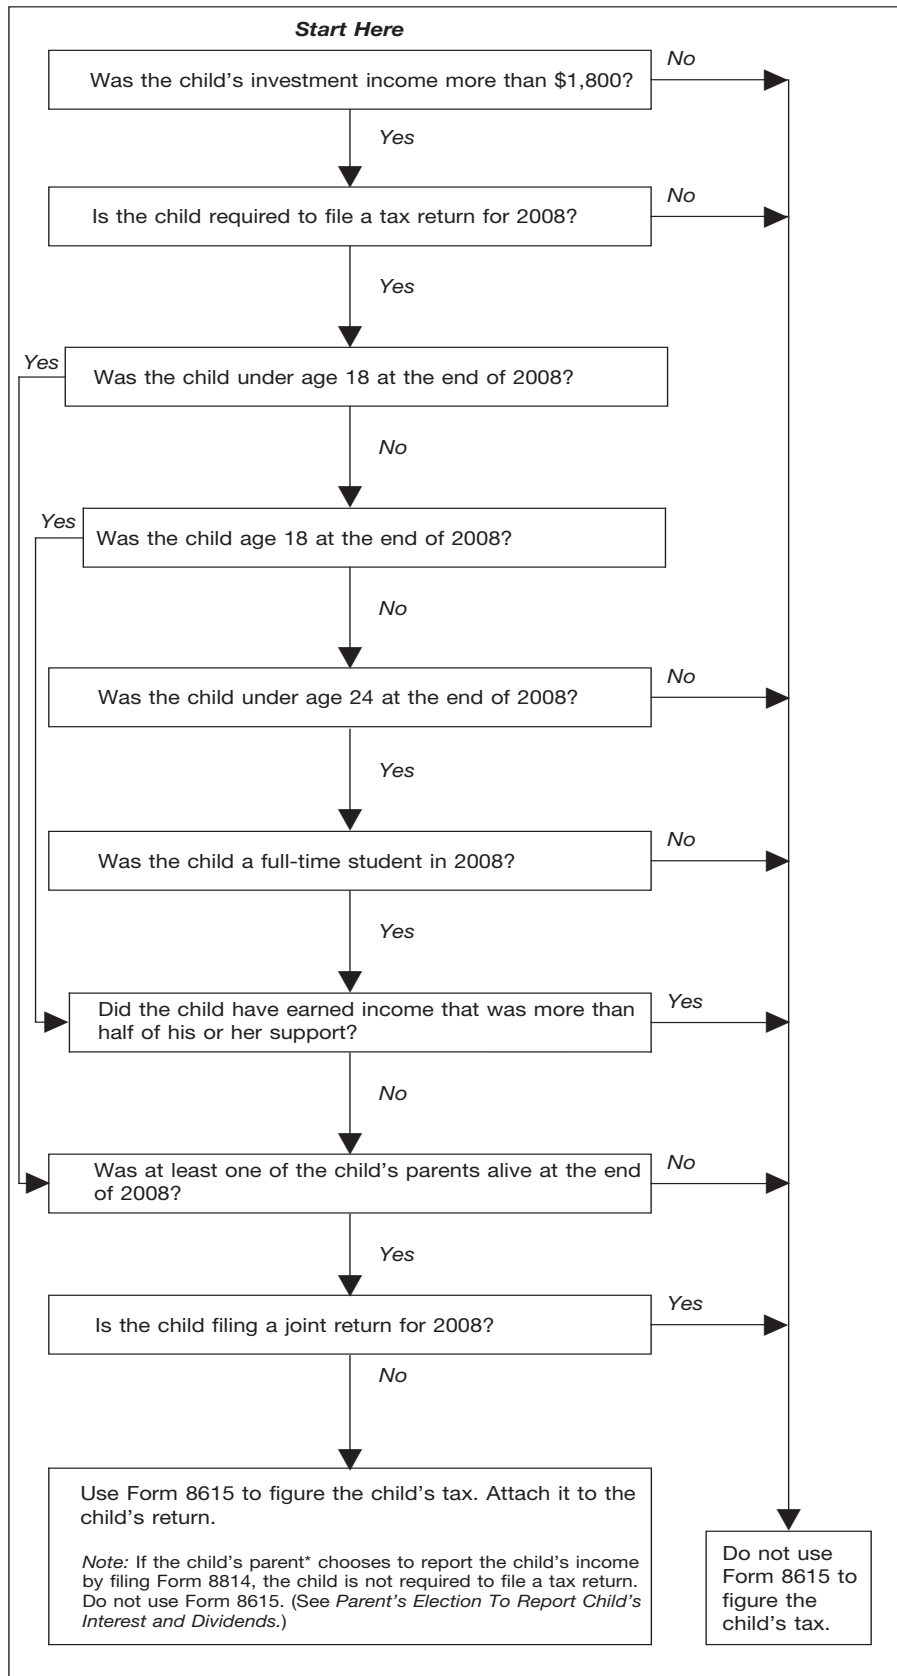 Start Here
Was the child's investment income more than $1,800?
No
Yes
Is the child required to file a tax return for 2008?
No
Yes
Yes
Was the child under age 18 at the end of 2008?
No
Yes
Was the child age 18 at the end of 2008?
No
Was the child under age 24 at the end of 2008?
No
Yes
Was the child a full-time student in 2008?
No
Yes
Did the child have earned income that was more than
half of his or her support?
Yes
No
Was at least one of the child's parents alive at the end
of 2008?
No
Yes
Is the child filing a joint return for 2008?
Yes
No
Use Form 8615 to figure the child's tax. Attach it to the
child's return.
Note: If the child's parent* chooses to report the child's income
by filing Form 8814, the child is not required to file a tax return.
Do not use Form 8615. (See Parent's Election To Report Child's
Interest and Dividends.)
Do not use
Form 8615 to
figure the
child's tax.